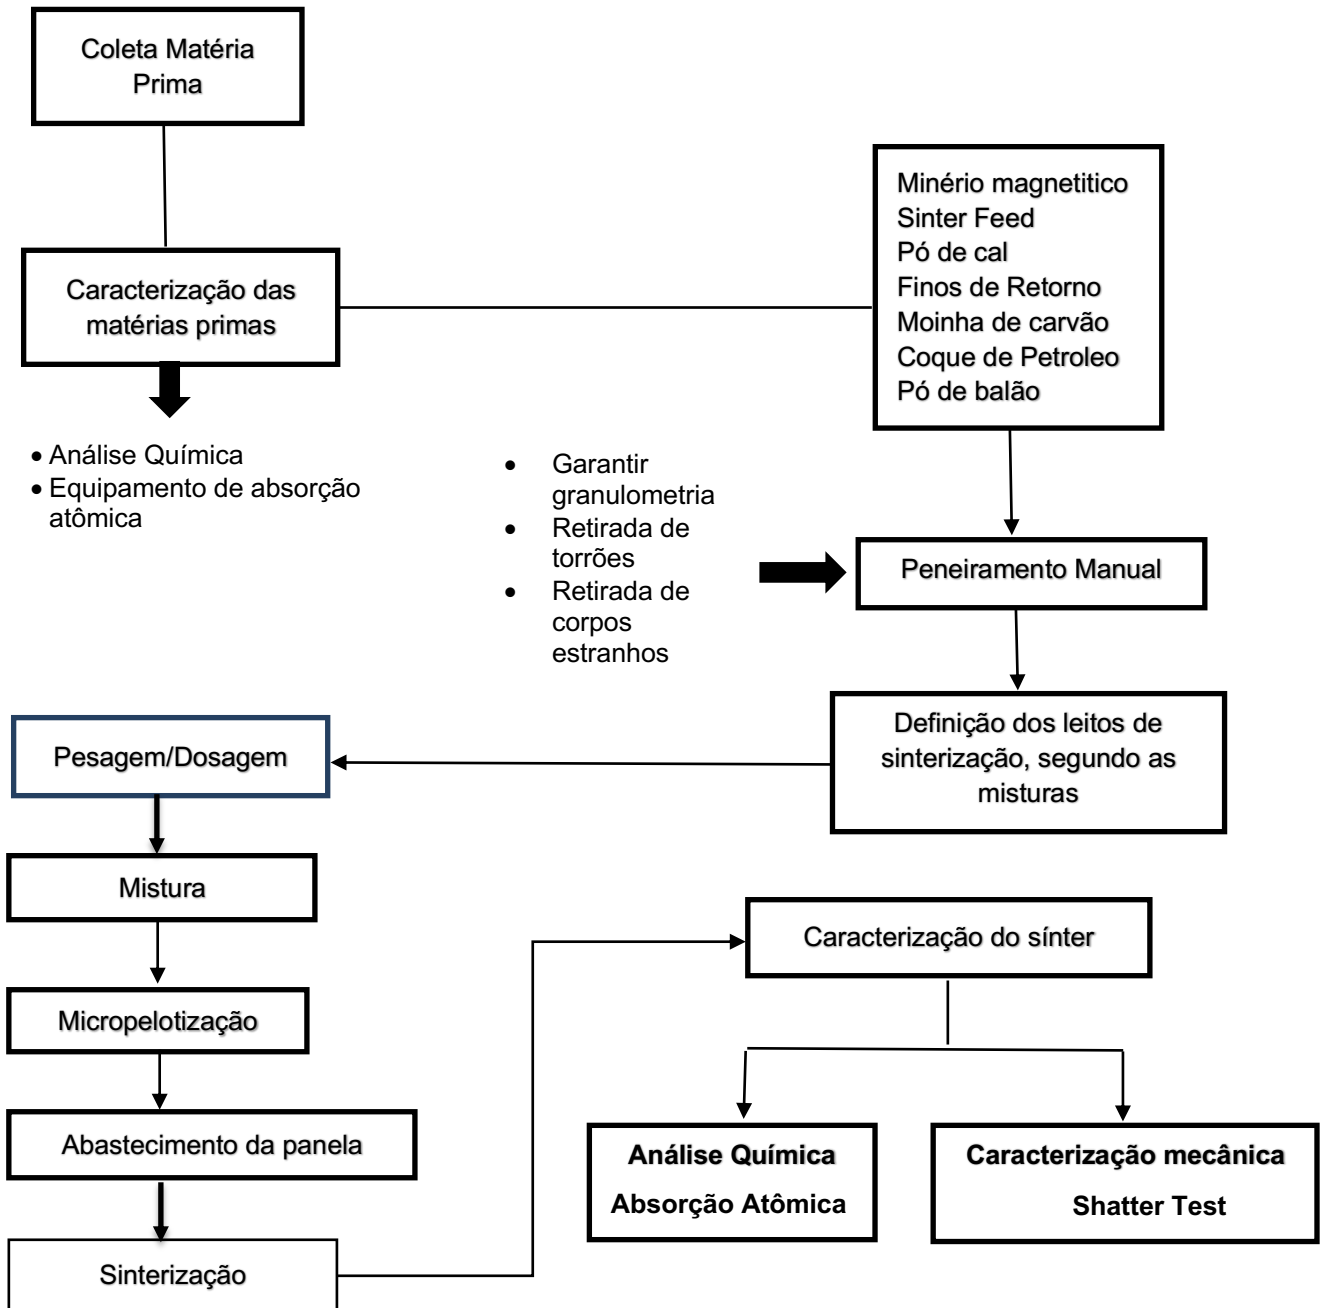 Coleta Matéria
Prima
Minério magnetitico
Sinter Feed
Pó de cal
Finos de Retorno
Moinha de carvão
Coque de Petroleo
Pó de balão
Caracterização das
matérias primas
• Análise Química
• Equipamento de absorção
atômica
• Garantir
granulometria
• Retirada de
torrões
• Retirada de
corpos
estranhos
Peneiramento Manual
Definição dos leitos de
sinterização, segundo as
misturas
Pesagem/Dosagem
Mistura
Micropelotização
Abastecimento da panela
Sinterização
Caracterização do sínter
Análise Química
Absorção Atômica
Caracterização mecânica
Shatter Test